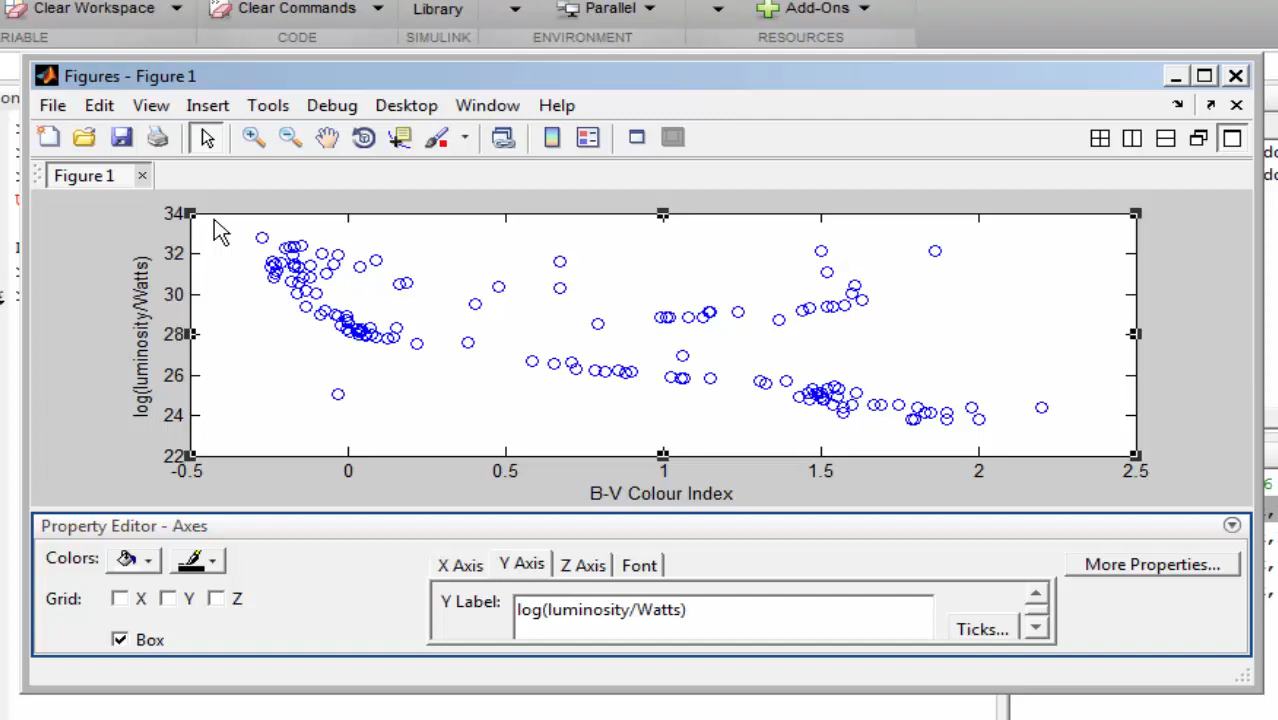 Clear Workspace Clear Commands Library Parallel Add-Ons
RIABLE CODE SIMULINK ENVIRONMENT RESOURCES
Figures - Figure 1
File Edit View Insert Tools Debug Desktop Window Help
Figure 1
34
32
30
28
26
24
22
log(luminosity/Watts)
-0.5 0 0.5 1 1.5 2 2.5
B-V Colour Index
Property Editor - Axes
Colors:
X Axis Y Axis Z Axis Font
More Properties...
Grid: X Y Z
Y Label: log(luminosity/Watts)
Ticks...
Box